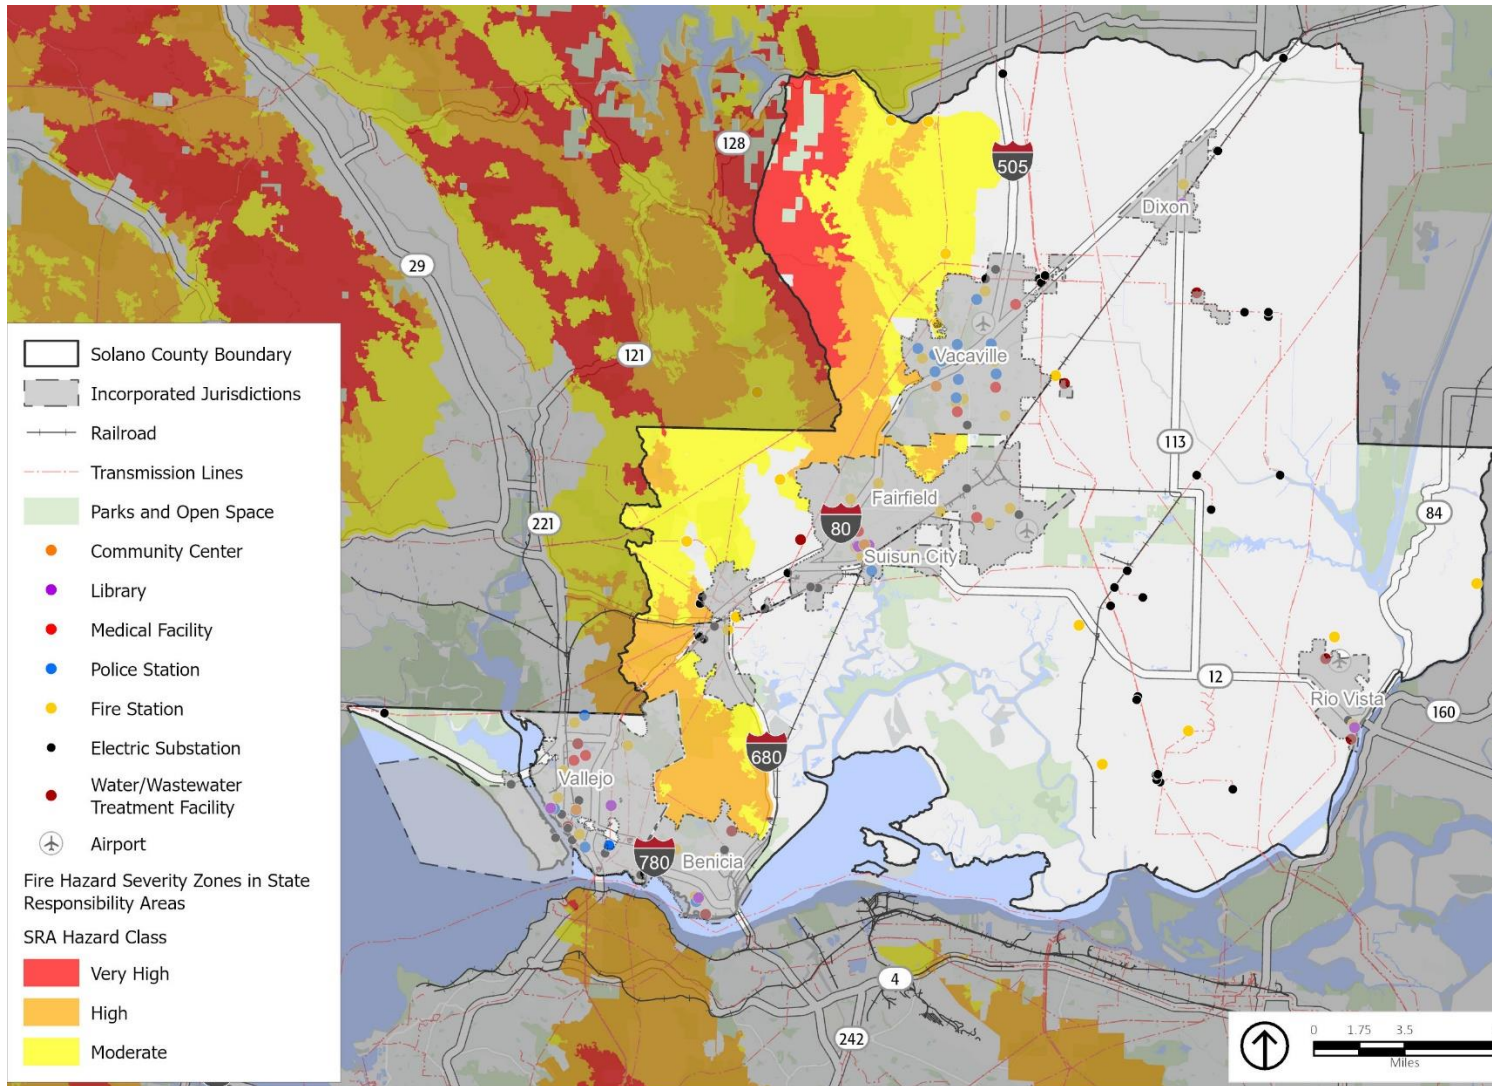 128
505
Dixon
29
Vacaville
121
113
Fairfield
84
80
Suisun City
221
12
Rio Vista
160
680
Vallejo
780
Benicia
4
242
Solano County Boundary
Incorporated Jurisdictions
Railroad
Transmission Lines
Parks and Open Space
Community Center
Library
Medical Facility
Police Station
Fire Station
Electric Substation
Water/Wastewater
Treatment Facility
Airport
Fire Hazard Severity Zones in State
Responsibility Areas
SRA Hazard Class
Very High
High
Moderate
0 1.75 3.5
Miles